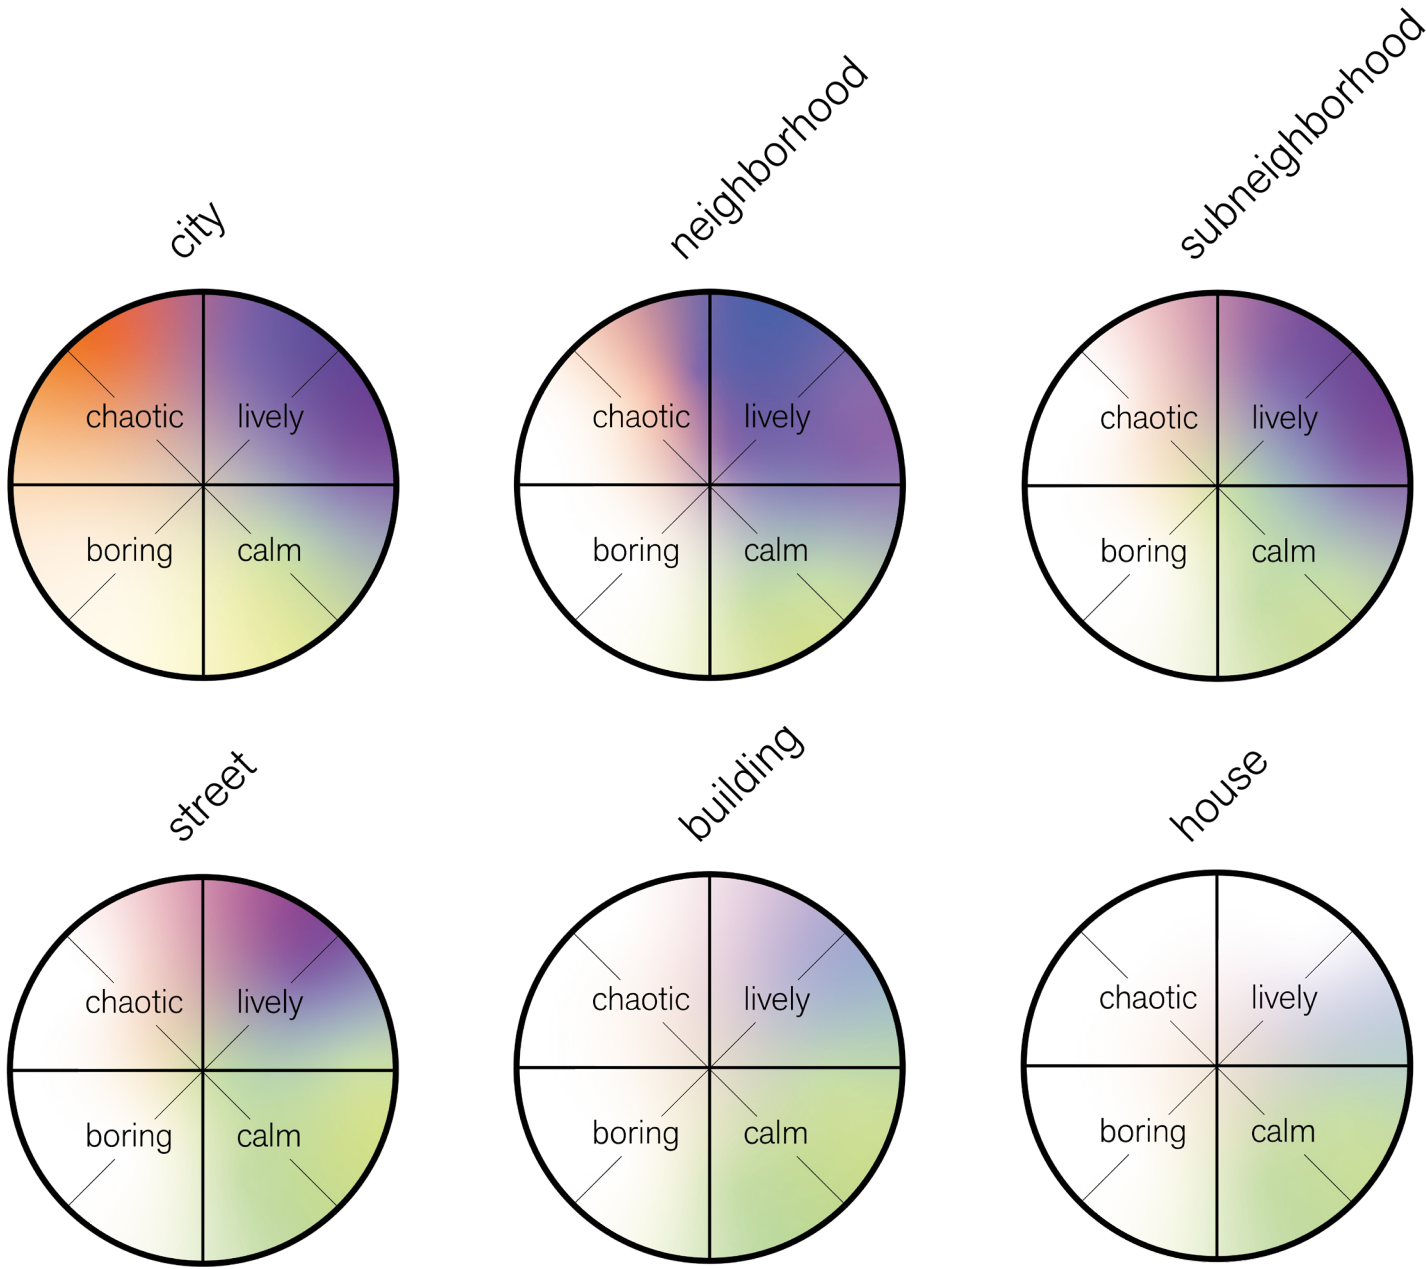 city
chaotic
lively
boring
calm
neighborhood
chaotic
lively
boring
calm
subneighborhood
chaotic
lively
boring
calm
street
chaotic
lively
boring
calm
building
chaotic
lively
boring
calm
house
chaotic
lively
boring
calm